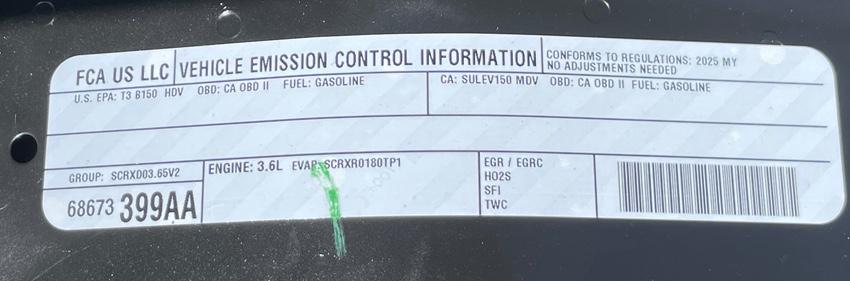 FCA US LLC VEHICLE EMISSION CONTROL INFORMATION
CONFORMS TO REGULATIONS: 2025 MY
NO ADJUSTMENTS NEEDED
U.S. EPA: T3 B150 HDV OBD: CA OBD II FUEL: GASOLINE
CA: SULEV150 MDV OBD: CA OBD II FUEL: GASOLINE
GROUP: SCRXD03.65V2
68673 399AA
ENGINE: 3.6L EVAP: SCRXR0180TP1
EGR / EGRC
HO2S
SFI
TWC